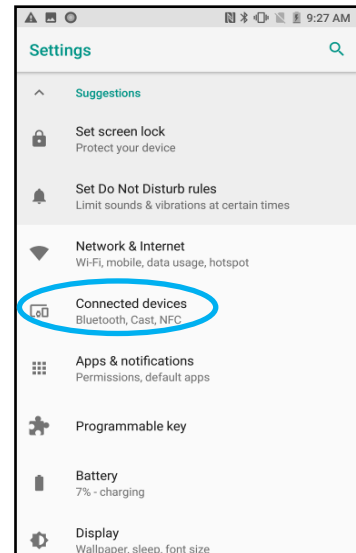 9:27 AM
Settings
Suggestions
Set screen lock
Protect your device
Set Do Not Disturb rules
Limit sounds & vibrations at certain times
Network & Internet
Wi-Fi, mobile, data usage, hotspot
Connected devices
Bluetooth, Cast, NFC
Apps & notifications
Permissions, default apps
Programmable key
Battery
7% - charging
Display
Wallpaper, sleep, font size